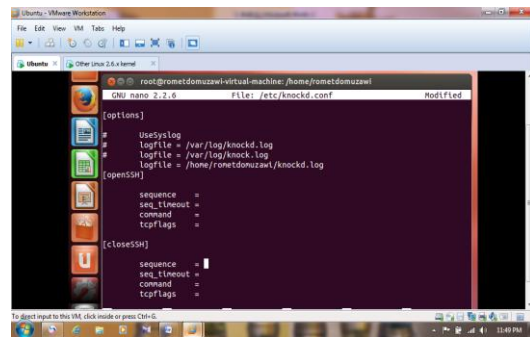 Ubuntu - VMware Workstation
File Edit View VM Tabs Help
Ubuntu
Other Linux 2.6.x kernel
root@rometdomuzawi-virtual-machine: /home/rometdomuzawi
GNU nano 2.2.6 File: /etc/knockd.conf Modified
[options]
# UseSyslog
# logfile = /var/log/knockd.log
# logfile = /var/log/knock.log
logfile = /home/rometdomuzawi/knockd.log
[openSSH]
sequence =
seq_timeout =
command =
tcpflags =
[closeSSH]
sequence =
seq_timeout =
command =
tcpflags =
To direct input to this VM, click inside or press Ctrl+G.
11:49 PM